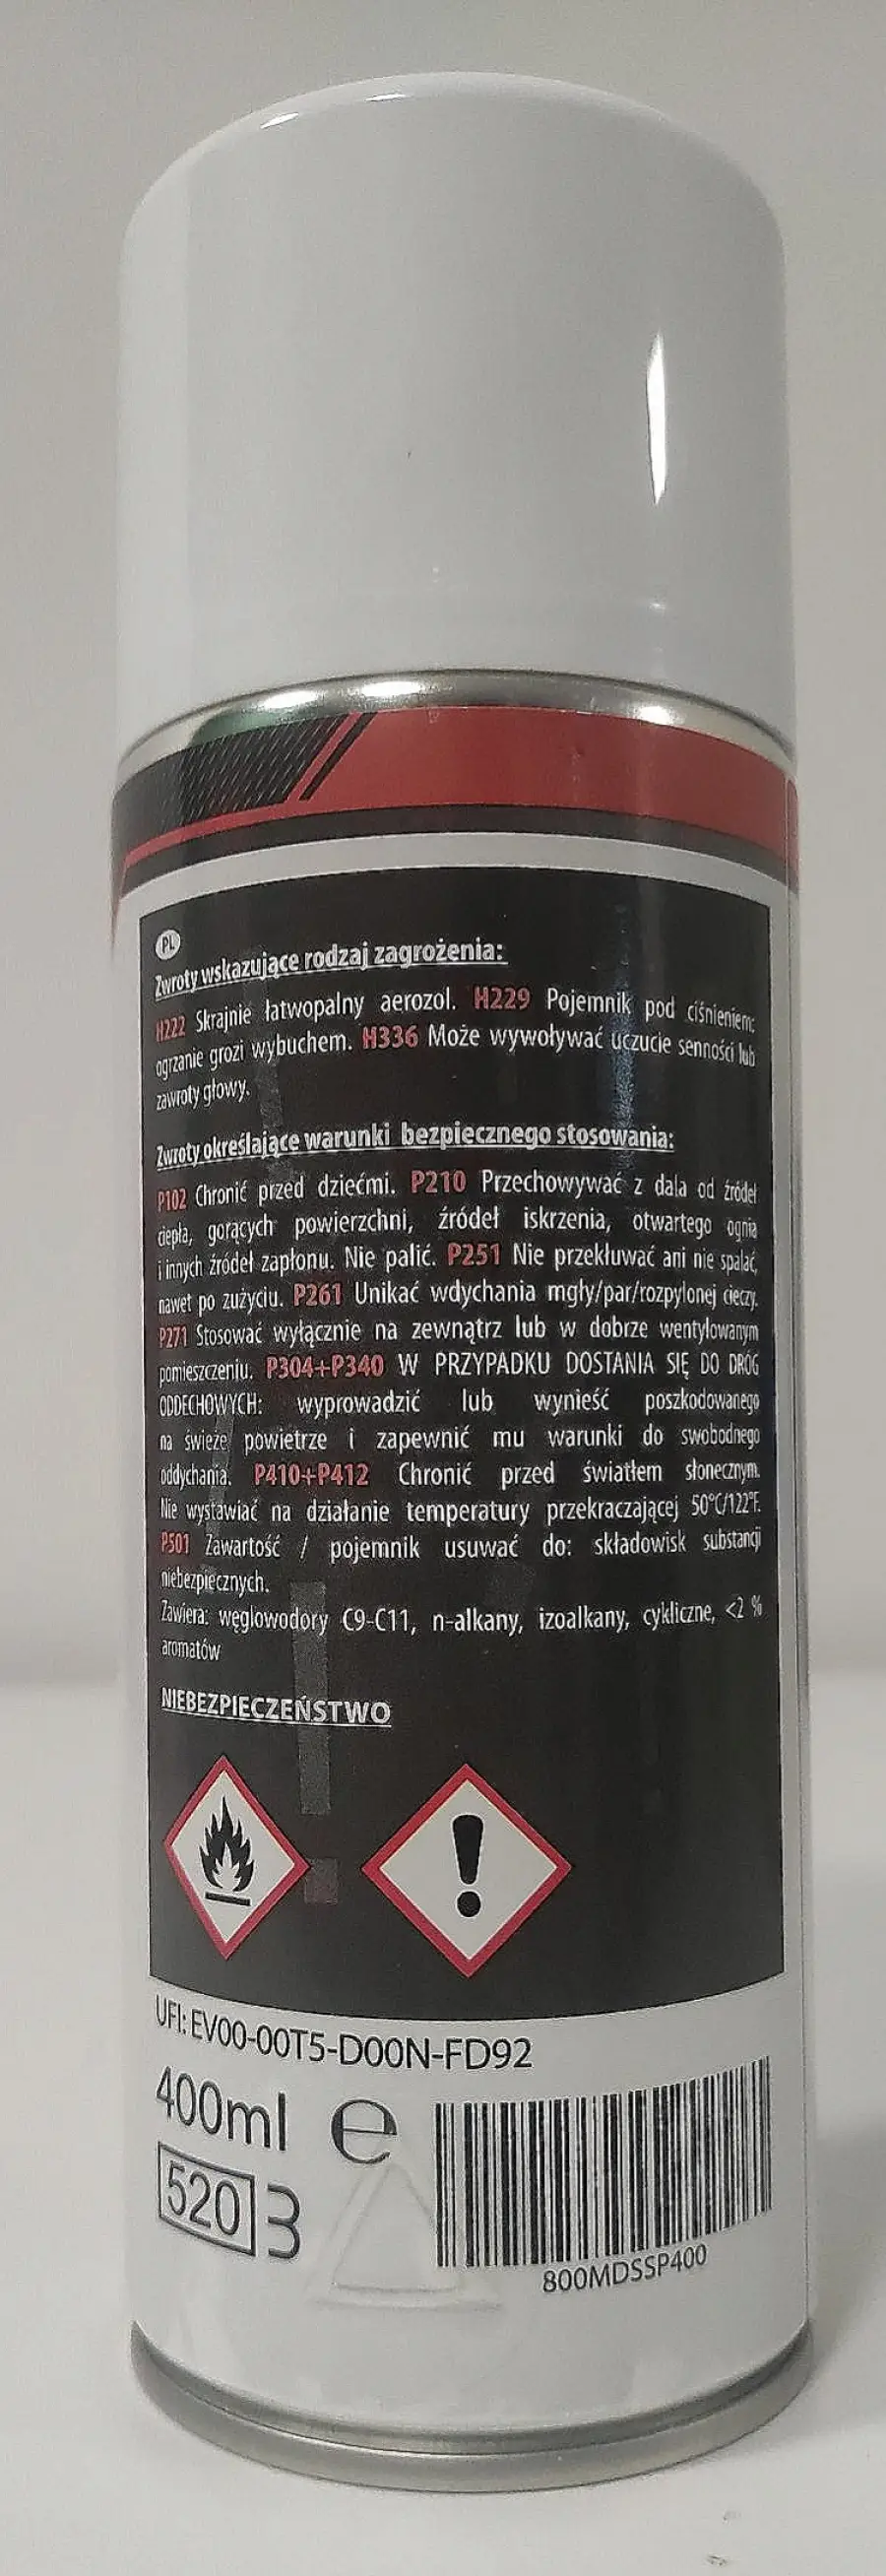 PL
Zwroty wskazujące rodzaj zagrożenia:
H222 Skrajnie łatwopalny aerozol. H229 Pojemnik pod ciśnieniem:
ogrzanie grozi wybuchem. H336 Może wywoływać uczucie senności lub
zawroty głowy.
Zwroty określające warunki bezpiecznego stosowania:
P102 Chronić przed dziećmi. P210 Przechowywać z dala od źródeł
ciepła, gorących powierzchni, źródeł iskrzenia, otwartego ognia
i innych źródeł zapłonu. Nie palić. P251 Nie przekłuwać ani nie spalać,
nawet po zużyciu. P261 Unikać wdychania mgły/par/rozpylonej cieczy.
P271 Stosować wyłącznie na zewnątrz lub w dobrze wentylowanym
pomieszczeniu. P304+P340 W PRZYPADKU DOSTANIA SIĘ DO DRÓG
ODDECHOWYCH: wyprowadzić lub wynieść poszkodowanego
na świeże powietrze i zapewnić mu warunki do swobodnego
oddychania. P410+P412 Chronić przed światłem słonecznym.
Nie wystawiać na działanie temperatury przekraczającej 50°C/122°F.
P501 Zawartość / pojemnik usuwać do: składowisk substancji
niebezpiecznych.
Zawiera: węglowodory C9-C11, n-alkany, izoalkany, cykliczne, <2 %
aromatów
NIEBEZPIECZEŃSTWO
UFI: EV00-00T5-D00N-FD92
400ml e
520 3
800MDSSP400